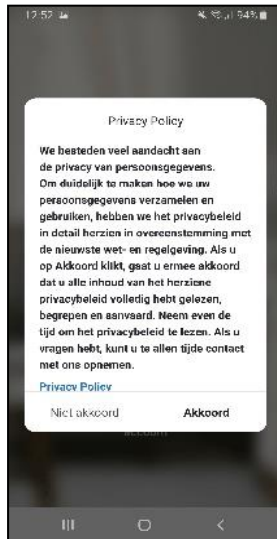 12:52
94%
Privacy Policy
We besteden veel aandacht aan
de privacy van persoonsgegevens.
Om duidelijk te maken hoe we uw
persoonsgegevens verzamelen en
gebruiken, hebben we het privacybeleid
in detail herzien in overeenstemming met
de nieuwste wet- en regelgeving. Als u
op Akkoord klikt, gaat u ermee akkoord
dat u alle inhoud van het herziene
privacybeleid volledig hebt gelezen,
begrepen en aanvaard. Neem even de
tijd om het privacybeleid te lezen. Als u
vragen hebt, kunt u te allen tijde contact
met ons opnemen.
Privacy Policy
Niet akkoord Akkoord
account